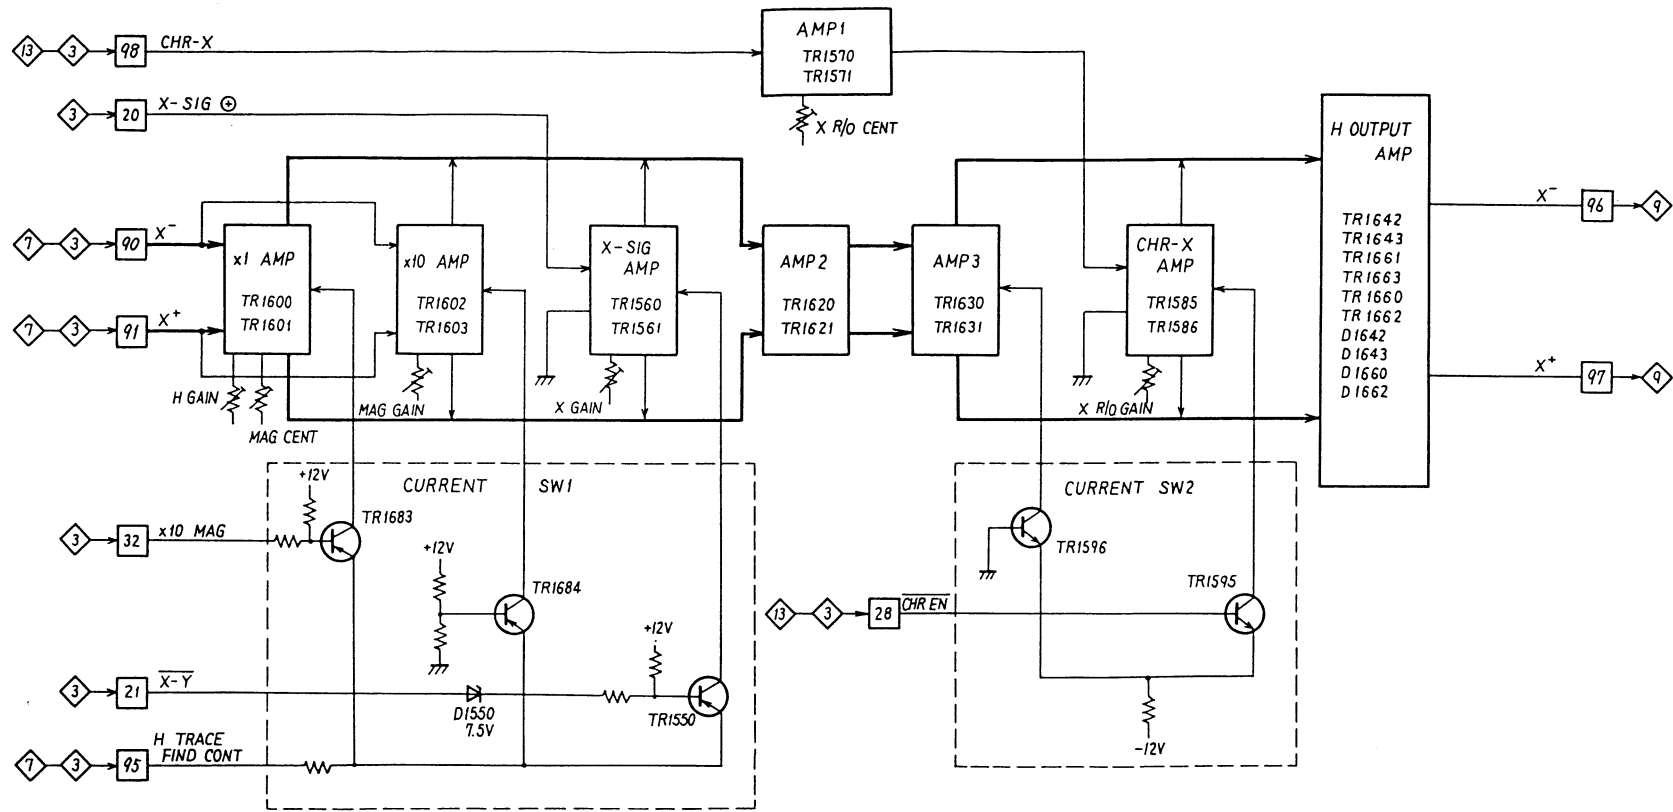 13 3 98 CHR-X
AMP1
TR1570
TR1571
X R/O CENT
3 20 X-SIG ⊕
H OUTPUT
AMP
TR1642
TR1643
TR1661
TR1663
TR1660
TR1662
D1642
D1643
D1660
D1662
7 3 90 X⁻
7 3 91 X⁺
x1 AMP
TR1600
TR1601
H GAIN
MAG CENT
x10 AMP
TR1602
TR1603
MAG GAIN
X-SIG
AMP
TR1560
TR1561
X GAIN
AMP2
TR1620
TR1621
AMP3
TR1630
TR1631
CHR-X
AMP
TR1585
TR1586
X R/O GAIN
X⁻ 96 9
X⁺ 97 9
CURRENT SW1
+12V
TR1683
3 32 x10 MAG
+12V
TR1684
+12V
3 21 X-Y
D1550
7.5V
TR1550
7 3 95 H TRACE
FIND CONT
CURRENT SW2
TR1596
TR1595
13 3 28 CHR EN
-12V